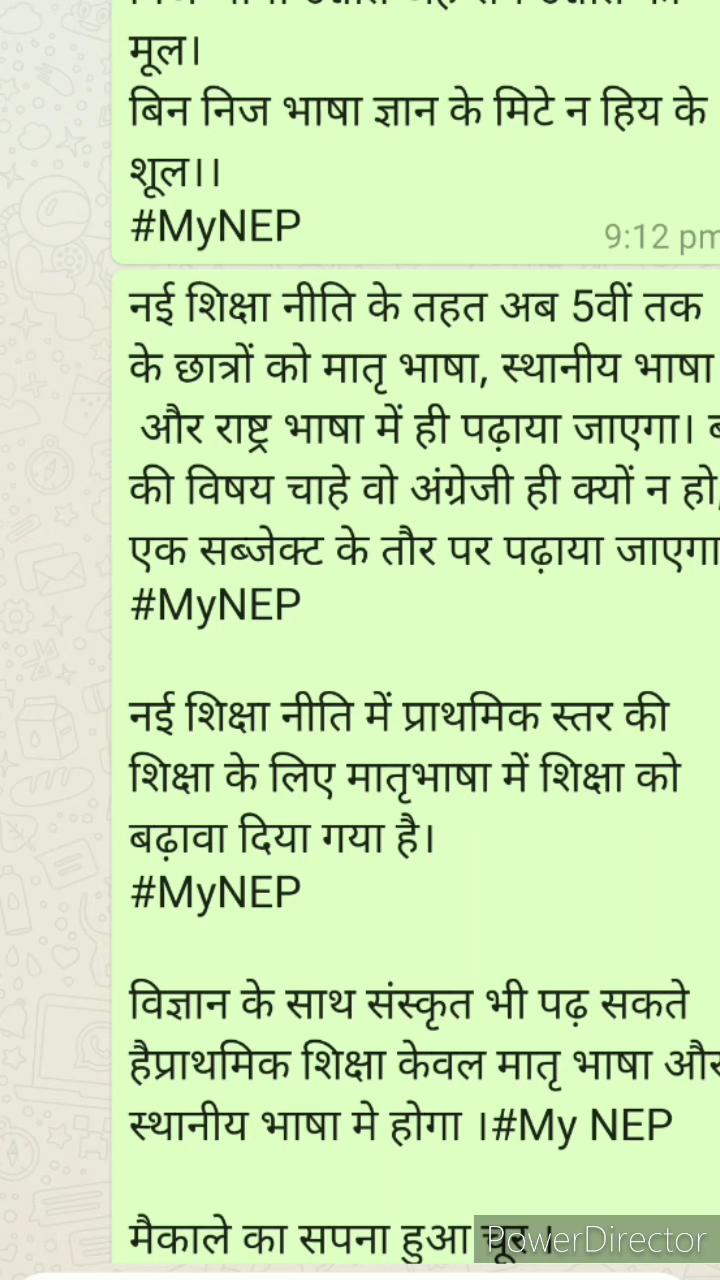 मूल।
बिन निज भाषा ज्ञान के मिटे न हिय के
शूल।।
#MyNEP
9:12 pm
नई शिक्षा नीति के तहत अब 5वीं तक
के छात्रों को मातृ भाषा, स्थानीय भाषा
और राष्ट्र भाषा में ही पढ़ाया जाएगा।
की विषय चाहे वो अंग्रेजी ही क्यों न हो,
एक सब्जेक्ट के तौर पर पढ़ाया जाएगा
#MyNEP
नई शिक्षा नीति में प्राथमिक स्तर की
शिक्षा के लिए मातृभाषा में शिक्षा को
बढ़ावा दिया गया है।
#MyNEP
विज्ञान के साथ संस्कृत भी पढ़ सकते
हैप्राथमिक शिक्षा केवल मातृ भाषा और
स्थानीय भाषा मे होगा ।#My NEP
मैकाले का सपना हुआ चूर ।
PowerDirector